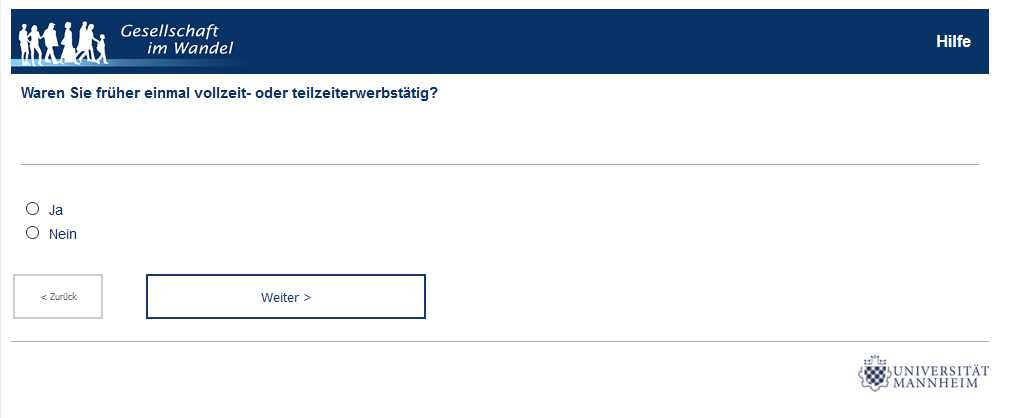 Gesellschaft
im Wandel
Hilfe
Waren Sie früher einmal vollzeit- oder teilzeiterwerbstätig?
Ja
Nein
< Zurück
Weiter >
UNIVERSITÄT
MANNHEIM